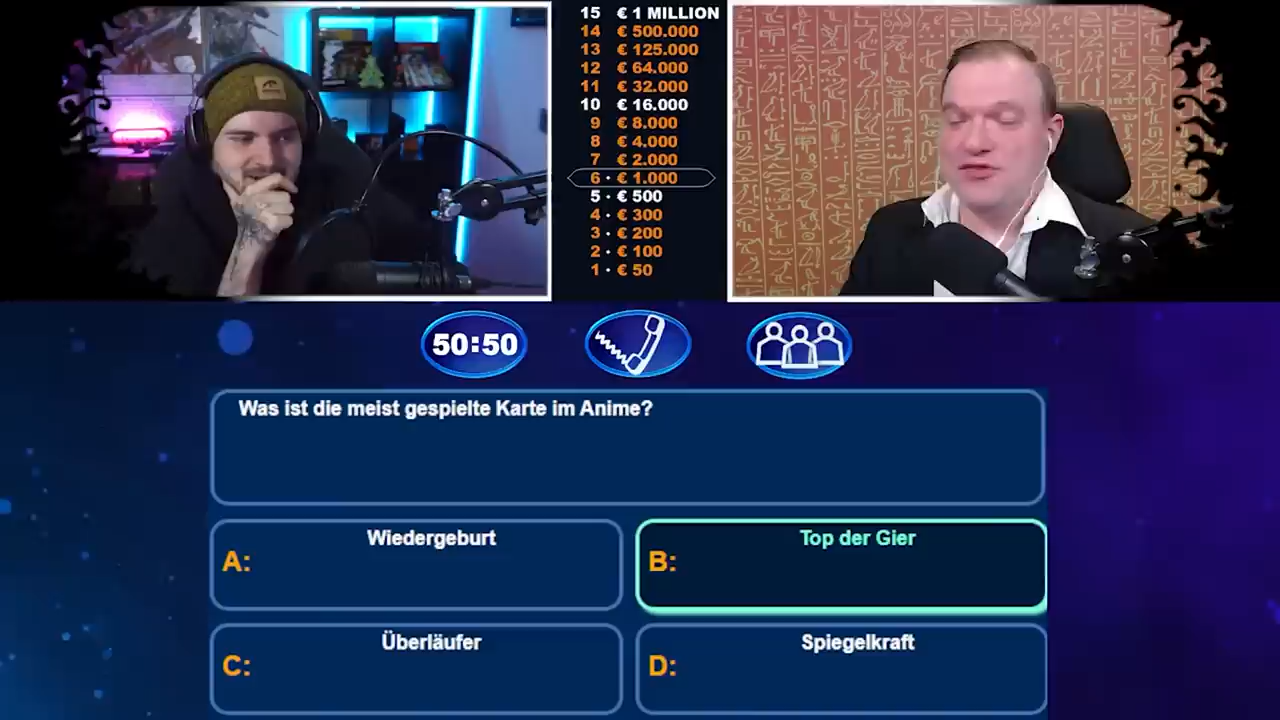 15 € 1 MILLION
14 € 500.000
13 € 125.000
12 € 64.000
11 € 32.000
10 € 16.000
9 € 8.000
8 € 4.000
7 € 2.000
6 · € 1.000
5 · € 500
4 · € 300
3 · € 200
2 · € 100
1 · € 50
50:50
Was ist die meist gespielte Karte im Anime?
A: Wiedergeburt
B: Top der Gier
C: Überläufer
D: Spiegelkraft